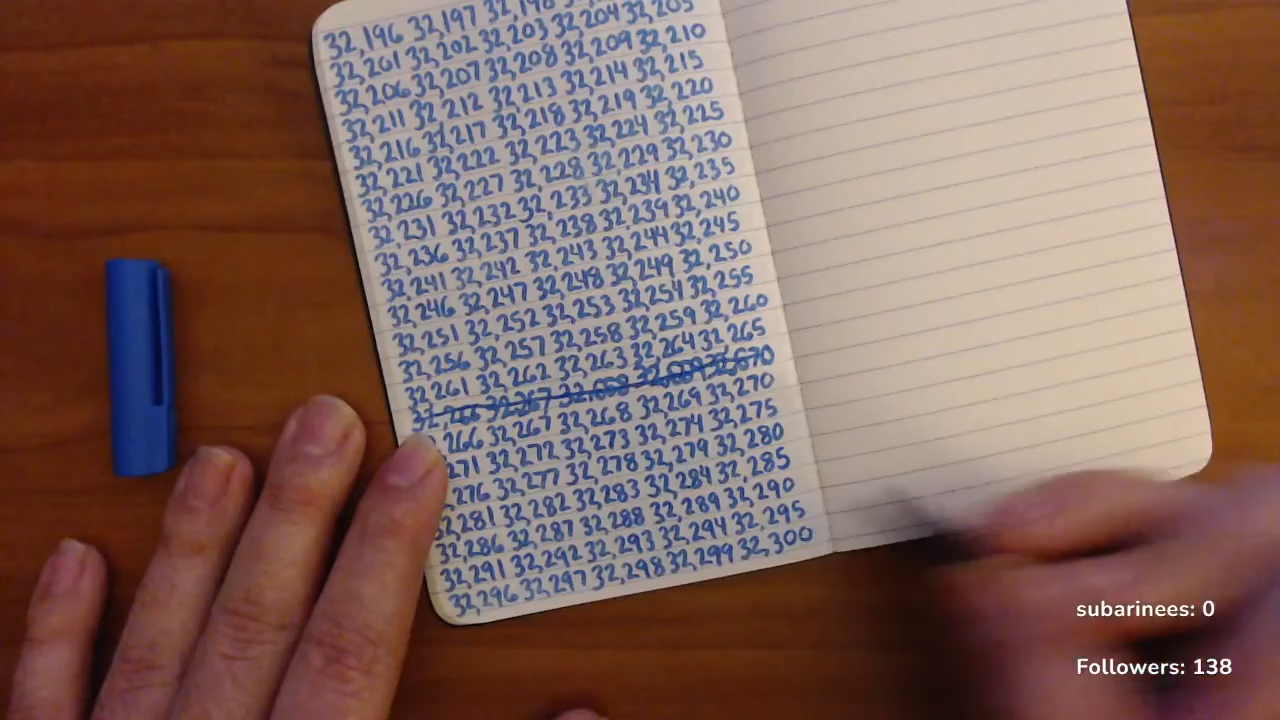 32,196 32,197 32,198
32,201 32,202 32,203 32,204 32,205
32,206 32,207 32,208 32,209 32,210
32,211 32,212 32,213 32,214 32,215
32,216 32,217 32,218 32,219 32,220
32,221 32,222 32,223 32,224 32,225
32,226 32,227 32,228 32,229 32,230
32,231 32,232 32,233 32,234 32,235
32,236 32,237 32,238 32,239 32,240
32,241 32,242 32,243 32,244 32,245
32,246 32,247 32,248 32,249 32,250
32,251 32,252 32,253 32,254 32,255
32,256 32,257 32,258 32,259 32,260
32,261 32,262 32,263 32,264 32,265
32,266 32,267 32,668 32,669 32,670
,266 32,267 32,268 32,269 32,270
271 32,272 32,273 32,274 32,275
276 32,277 32,278 32,279 32,280
,281 32,282 32,283 32,284 32,285
32,286 32,287 32,288 32,289 32,290
32,291 32,292 32,293 32,294 32,295
32,296 32,297 32,298 32,299 32,300
subarinees: 0
Followers: 138